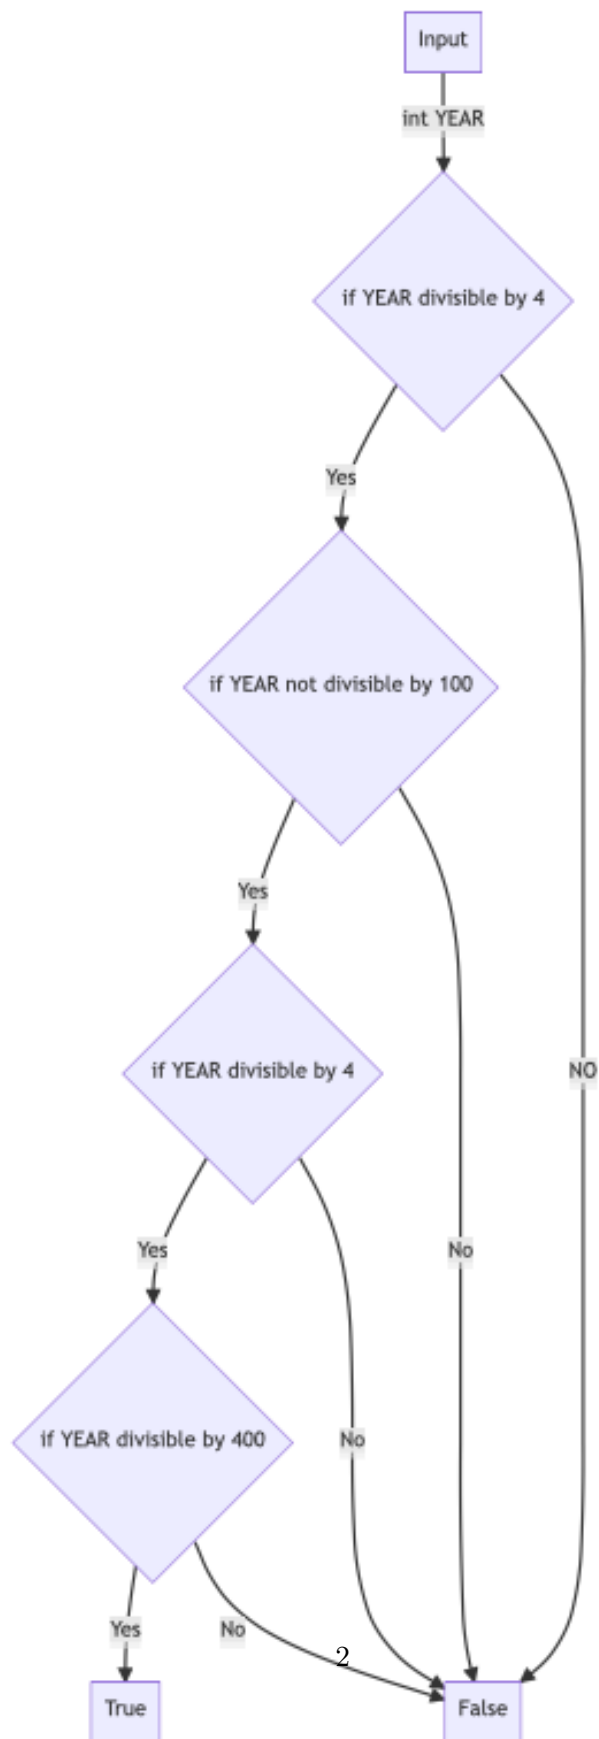 Input
int YEAR
if YEAR divisible by 4
Yes
if YEAR not divisible by 100
Yes
if YEAR divisible by 4
NO
Yes
No
if YEAR divisible by 400
No
Yes
No
2
True
False